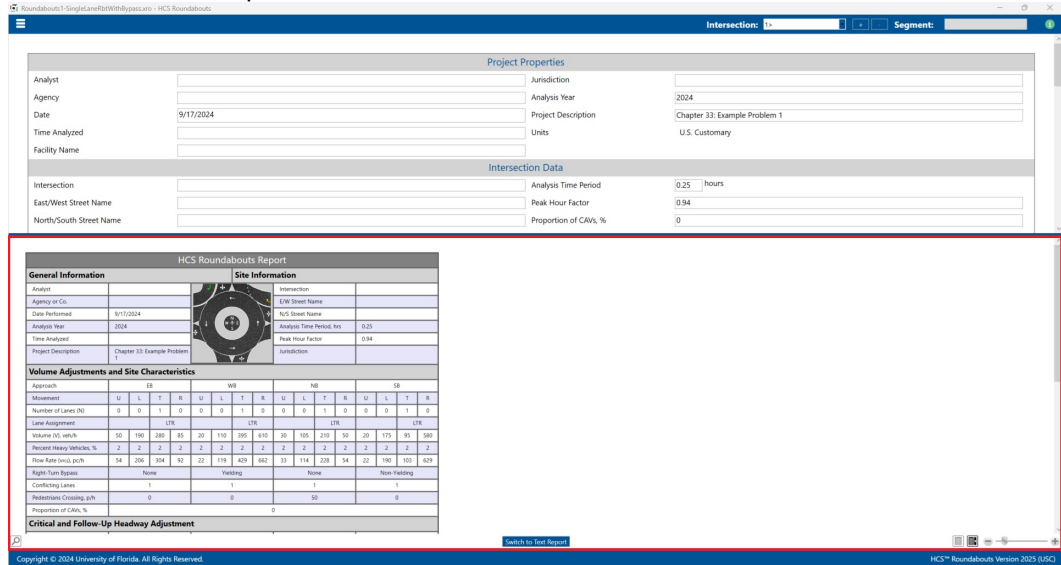 Roundabouts1-SingleLaneRbtWithBypass.xro - HCS Roundabouts
Intersection: 1> + - Segment:
Project Properties
Analyst Jurisdiction
Agency Analysis Year 2024
Date 9/17/2024 Project Description Chapter 33: Example Problem 1
Time Analyzed Units U.S. Customary
Facility Name
Intersection Data
Intersection Analysis Time Period 0.25 hours
East/West Street Name Peak Hour Factor 0.94
North/South Street Name Proportion of CAVs, % 0
HCS Roundabouts Report
General Information Site Information
Analyst Intersection
Agency or Co. E/W Street Name
Date Performed 9/17/2024 N/S Street Name
Analysis Year 2024 Analysis Time Period, hrs 0.25
Time Analyzed Peak Hour Factor 0.94
Project Description Chapter 33: Example Problem Jurisdiction
1
Volume Adjustments and Site Characteristics
Approach EB WB NB SB
Movement U L T R U L T R U L T R U L T R
Number of Lanes (N) 0 0 1 0 0 0 1 0 0 0 1 0 0 0 1 0
Lane Assignment LTR LTR LTR LTR
Volume (V), veh/h 50 190 280 85 20 110 395 610 30 105 210 50 20 175 95 580
Percent Heavy Vehicles, % 2 2 2 2 2 2 2 2 2 2 2 2 2 2 2 2
Flow Rate (vPCE), pc/h 54 206 304 92 22 119 429 662 33 114 228 54 22 190 103 629
Right-Turn Bypass None Yielding None Non-Yielding
Conflicting Lanes 1 1 1 1
Pedestrians Crossing, p/h 0 0 50 0
Proportion of CAVs, % 0
Critical and Follow-Up Headway Adjustment
Switch to Text Report
Copyright © 2024 University of Florida. All Rights Reserved. HCS™ Roundabouts Version 2025 (USC)